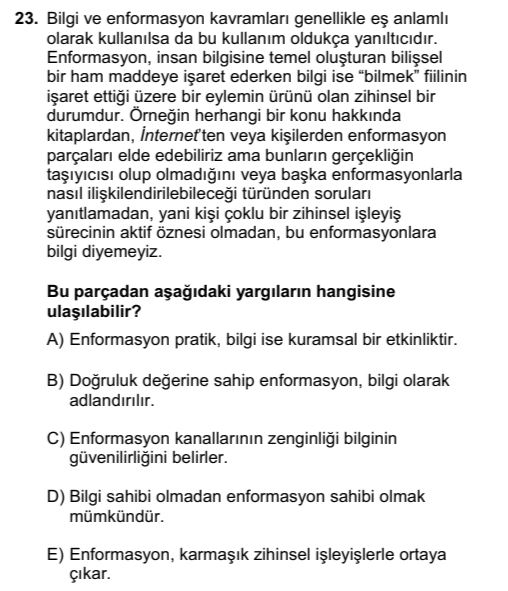 23. Bilgi ve enformasyon kavramları genellikle eş anlamlı
olarak kullanılsa da bu kullanım oldukça yanıltıcıdır.
Enformasyon, insan bilgisine temel oluşturan bilişsel
bir ham maddeye işaret ederken bilgi ise “bilmek” fiilinin
işaret ettiği üzere bir eylemin ürünü olan zihinsel bir
durumdur. Örneğin herhangi bir konu hakkında
kitaplardan, İnternet'ten veya kişilerden enformasyon
parçaları elde edebiliriz ama bunların gerçekliğin
taşıyıcısı olup olmadığını veya başka enformasyonlarla
nasıl ilişkilendirilebileceği türünden soruları
yanıtlamadan, yani kişi çoklu bir zihinsel işleyiş
sürecinin aktif öznesi olmadan, bu enformasyonlara
bilgi diyemeyiz.
Bu parçadan aşağıdaki yargıların hangisine
ulaşılabilir?
A) Enformasyon pratik, bilgi ise kuramsal bir etkinliktir.
B) Doğruluk değerine sahip enformasyon, bilgi olarak
adlandırılır.
C) Enformasyon kanallarının zenginliği bilginin
güvenilirliğini belirler.
D) Bilgi sahibi olmadan enformasyon sahibi olmak
mümkündür.
E) Enformasyon, karmaşık zihinsel işleyişlerle ortaya
çıkar.